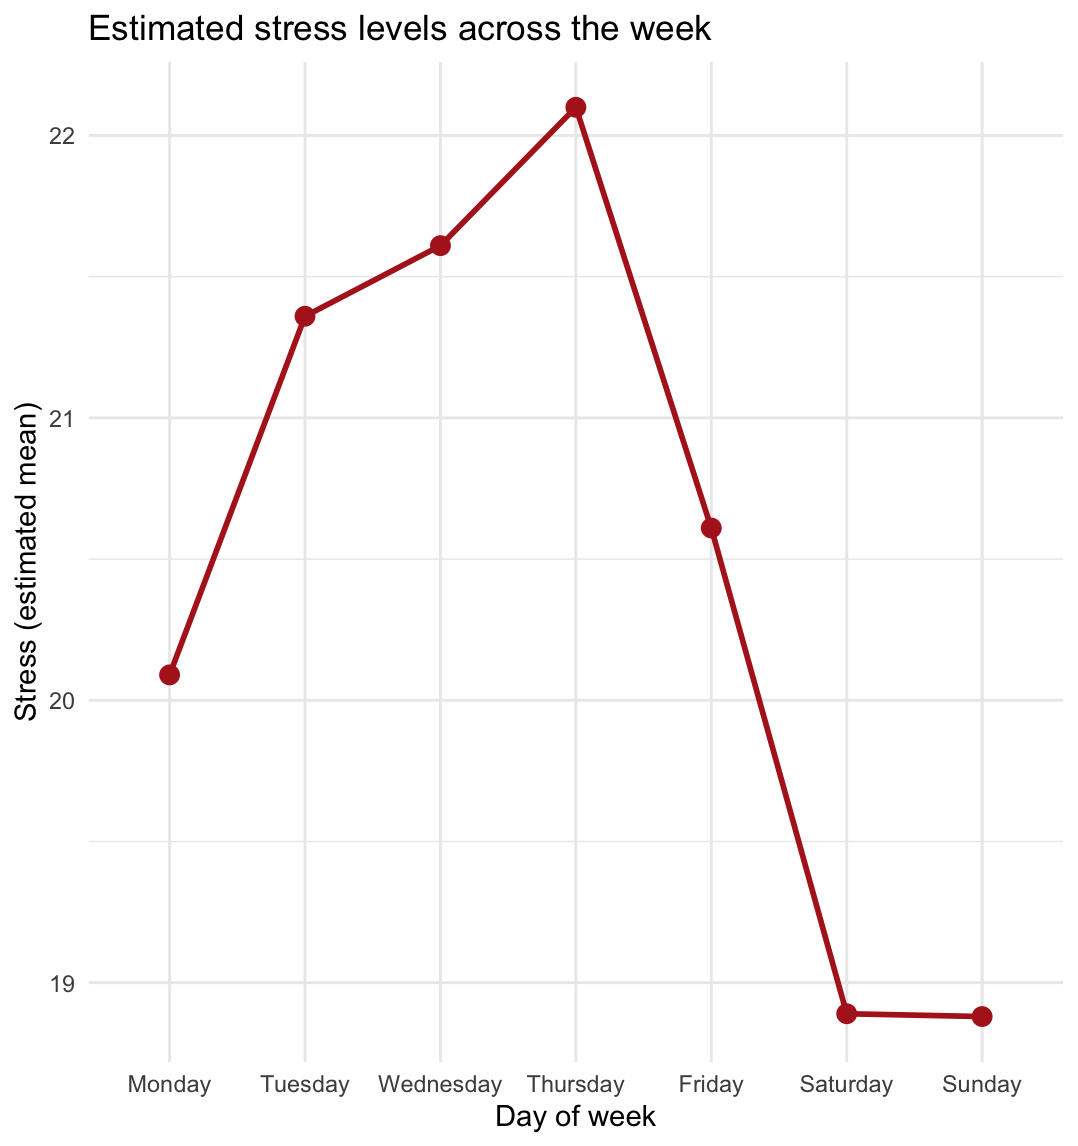 Estimated stress levels across the week
Stress (estimated mean)
22
21
20
19
Monday Tuesday Wednesday Thursday Friday Saturday Sunday
Day of week